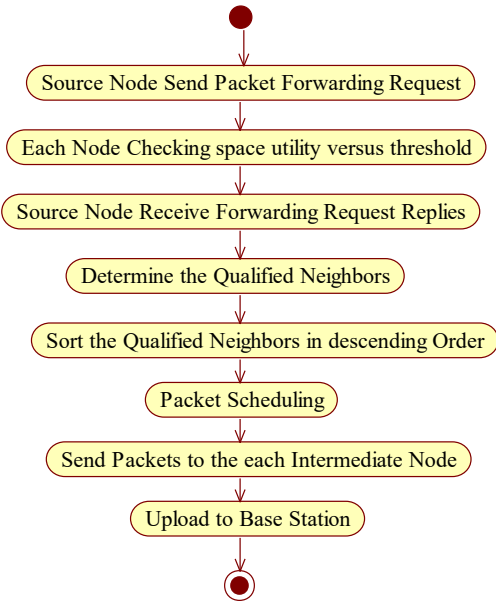 Source Node Send Packet Forwarding Request
Each Node Checking space utility versus threshold
Source Node Receive Forwarding Request Replies
Determine the Qualified Neighbors
Sort the Qualified Neighbors in descending Order
Packet Scheduling
Send Packets to the each Intermediate Node
Upload to Base Station